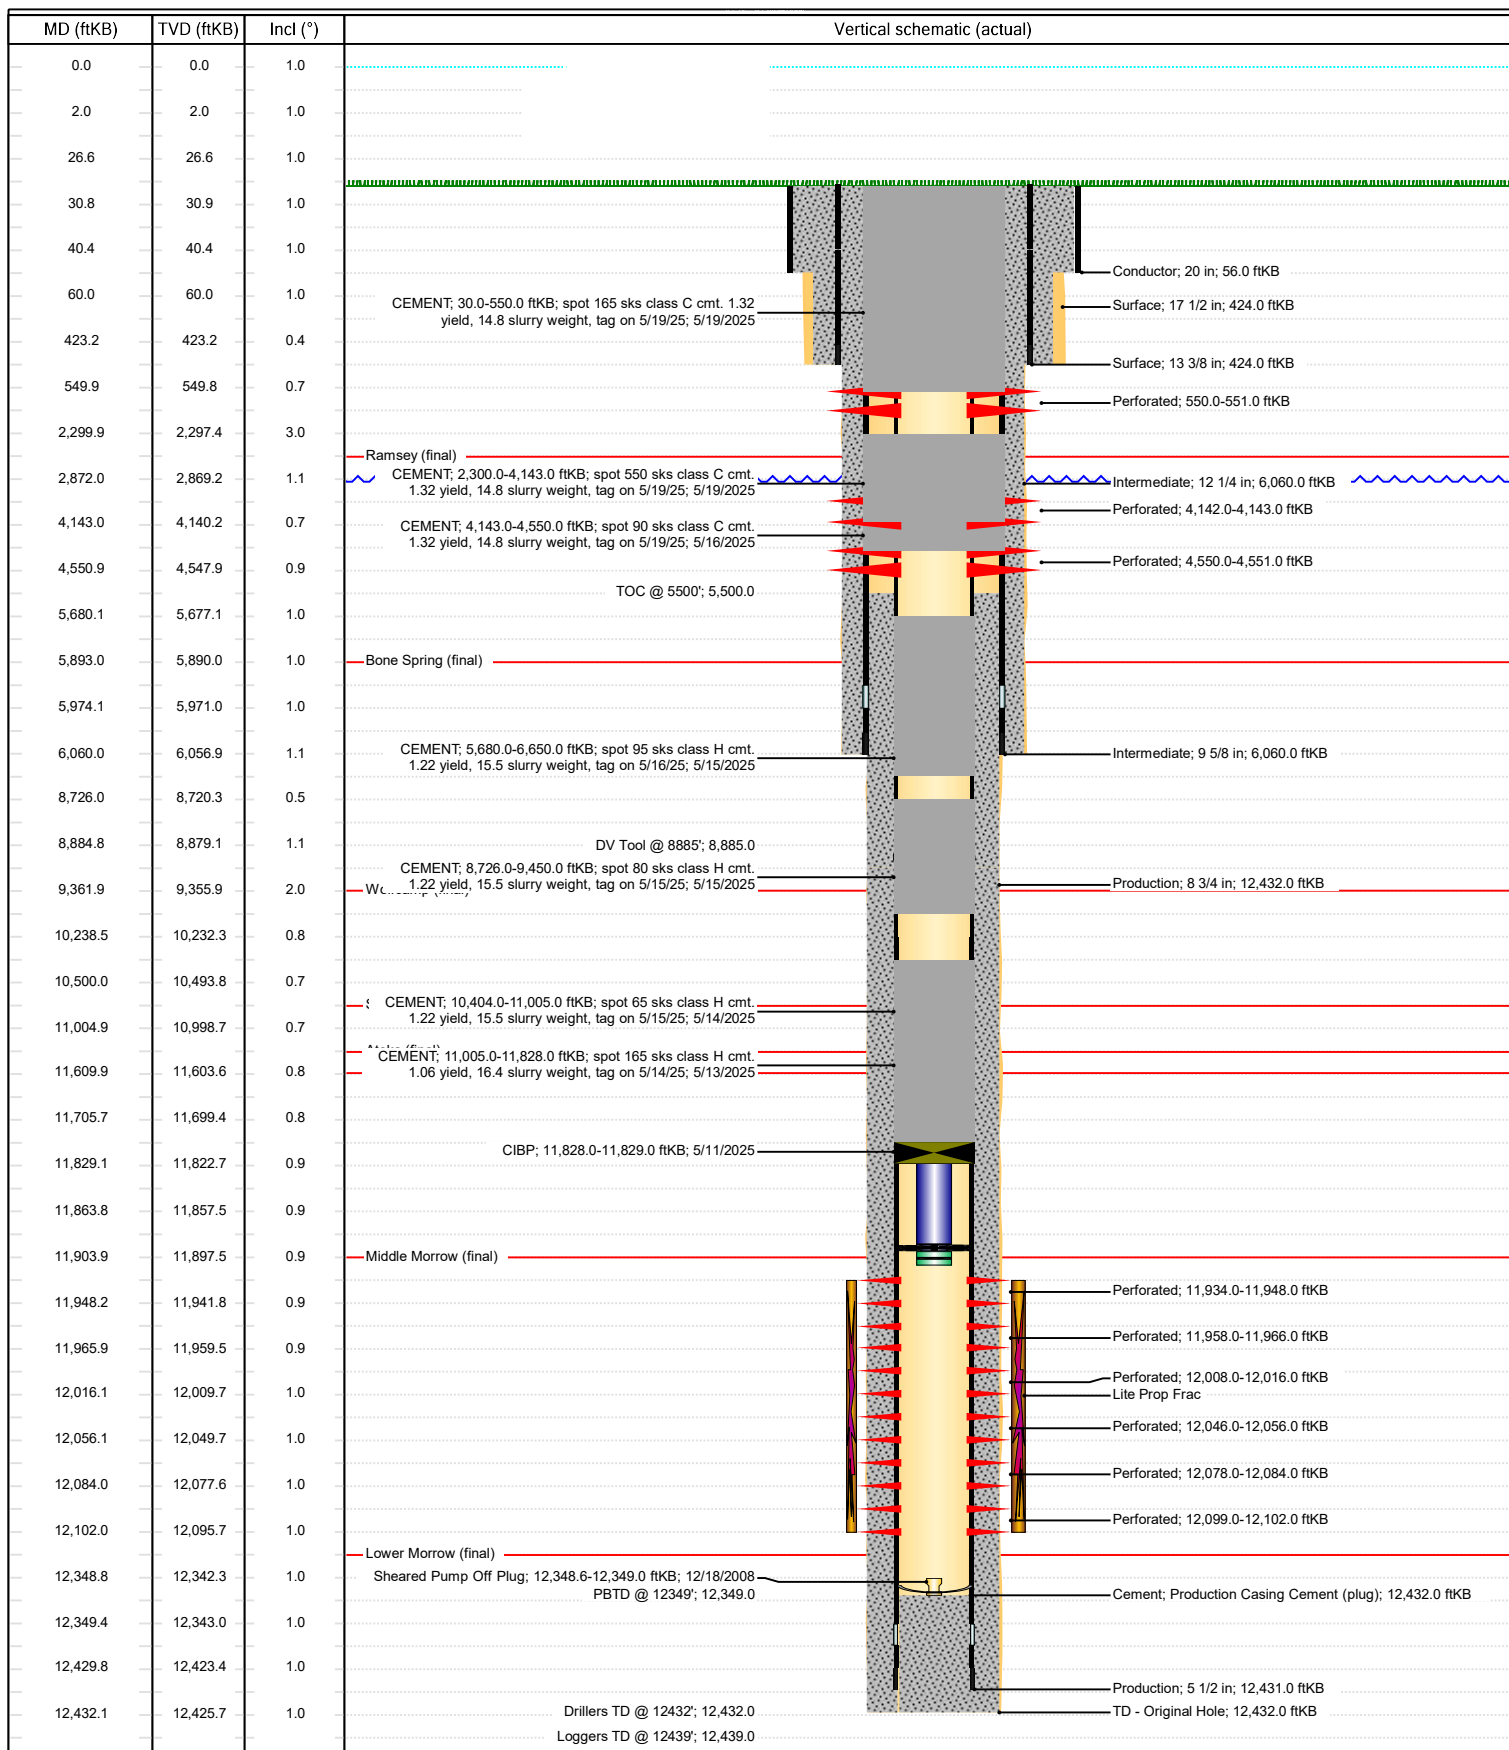 MD (ftKB) TVD (ftKB) Incl (°) Vertical schematic (actual)
0.0 0.0 1.0
2.0 2.0 1.0
26.6 26.6 1.0
30.8 30.9 1.0
40.4 40.4 1.0
Conductor; 20 in; 56.0 ftKB
60.0 60.0 1.0
CEMENT; 30.0-550.0 ftKB; spot 165 sks class C cmt. 1.32
yield, 14.8 slurry weight, tag on 5/19/25; 5/19/2025
Surface; 17 1/2 in; 424.0 ftKB
423.2 423.2 0.4
Surface; 13 3/8 in; 424.0 ftKB
549.9 549.8 0.7
Perforated; 550.0-551.0 ftKB
2,299.9 2,297.4 3.0
Ramsey (final)
2,872.0 2,869.2 1.1
CEMENT; 2,300.0-4,143.0 ftKB; spot 550 sks class C cmt.
1.32 yield, 14.8 slurry weight, tag on 5/19/25; 5/19/2025
Intermediate; 12 1/4 in; 6,060.0 ftKB
Perforated; 4,142.0-4,143.0 ftKB
4,143.0 4,140.2 0.7
CEMENT; 4,143.0-4,550.0 ftKB; spot 90 sks class C cmt.
1.32 yield, 14.8 slurry weight, tag on 5/19/25; 5/16/2025
Perforated; 4,550.0-4,551.0 ftKB
4,550.9 4,547.9 0.9
TOC @ 5500'; 5,500.0
5,680.1 5,677.1 1.0
5,893.0 5,890.0 1.0
Bone Spring (final)
5,974.1 5,971.0 1.0
6,060.0 6,056.9 1.1
CEMENT; 5,680.0-6,650.0 ftKB; spot 95 sks class H cmt.
1.22 yield, 15.5 slurry weight, tag on 5/16/25; 5/15/2025
Intermediate; 9 5/8 in; 6,060.0 ftKB
8,726.0 8,720.3 0.5
8,884.8 8,879.1 1.1
DV Tool @ 8885'; 8,885.0
CEMENT; 8,726.0-9,450.0 ftKB; spot 80 sks class H cmt.
1.22 yield, 15.5 slurry weight, tag on 5/15/25; 5/15/2025
Production; 8 3/4 in; 12,432.0 ftKB
9,361.9 9,355.9 2.0
10,238.5 10,232.3 0.8
10,500.0 10,493.8 0.7
CEMENT; 10,404.0-11,005.0 ftKB; spot 65 sks class H cmt.
1.22 yield, 15.5 slurry weight, tag on 5/15/25; 5/14/2025
11,004.9 10,998.7 0.7
CEMENT; 11,005.0-11,828.0 ftKB; spot 165 sks class H cmt.
1.06 yield, 16.4 slurry weight, tag on 5/14/25; 5/13/2025
11,609.9 11,603.6 0.8
11,705.7 11,699.4 0.8
CIBP; 11,828.0-11,829.0 ftKB; 5/11/2025
11,829.1 11,822.7 0.9
11,863.8 11,857.5 0.9
11,903.9 11,897.5 0.9
Middle Morrow (final)
Perforated; 11,934.0-11,948.0 ftKB
11,948.2 11,941.8 0.9
Perforated; 11,958.0-11,966.0 ftKB
11,965.9 11,959.5 0.9
Perforated; 12,008.0-12,016.0 ftKB
12,016.1 12,009.7 1.0
Lite Prop Frac
Perforated; 12,046.0-12,056.0 ftKB
12,056.1 12,049.7 1.0
Perforated; 12,078.0-12,084.0 ftKB
12,084.0 12,077.6 1.0
Perforated; 12,099.0-12,102.0 ftKB
12,102.0 12,095.7 1.0
Lower Morrow (final)
12,348.8 12,342.3 1.0
Sheared Pump Off Plug; 12,348.6-12,349.0 ftKB; 12/18/2008
PBTD @ 12349'; 12,349.0
Cement; Production Casing Cement (plug); 12,432.0 ftKB
12,349.4 12,343.0 1.0
12,429.8 12,423.4 1.0
Production; 5 1/2 in; 12,431.0 ftKB
12,432.1 12,425.7 1.0
Drillers TD @ 12432'; 12,432.0
TD - Original Hole; 12,432.0 ftKB
Loggers TD @ 12439'; 12,439.0